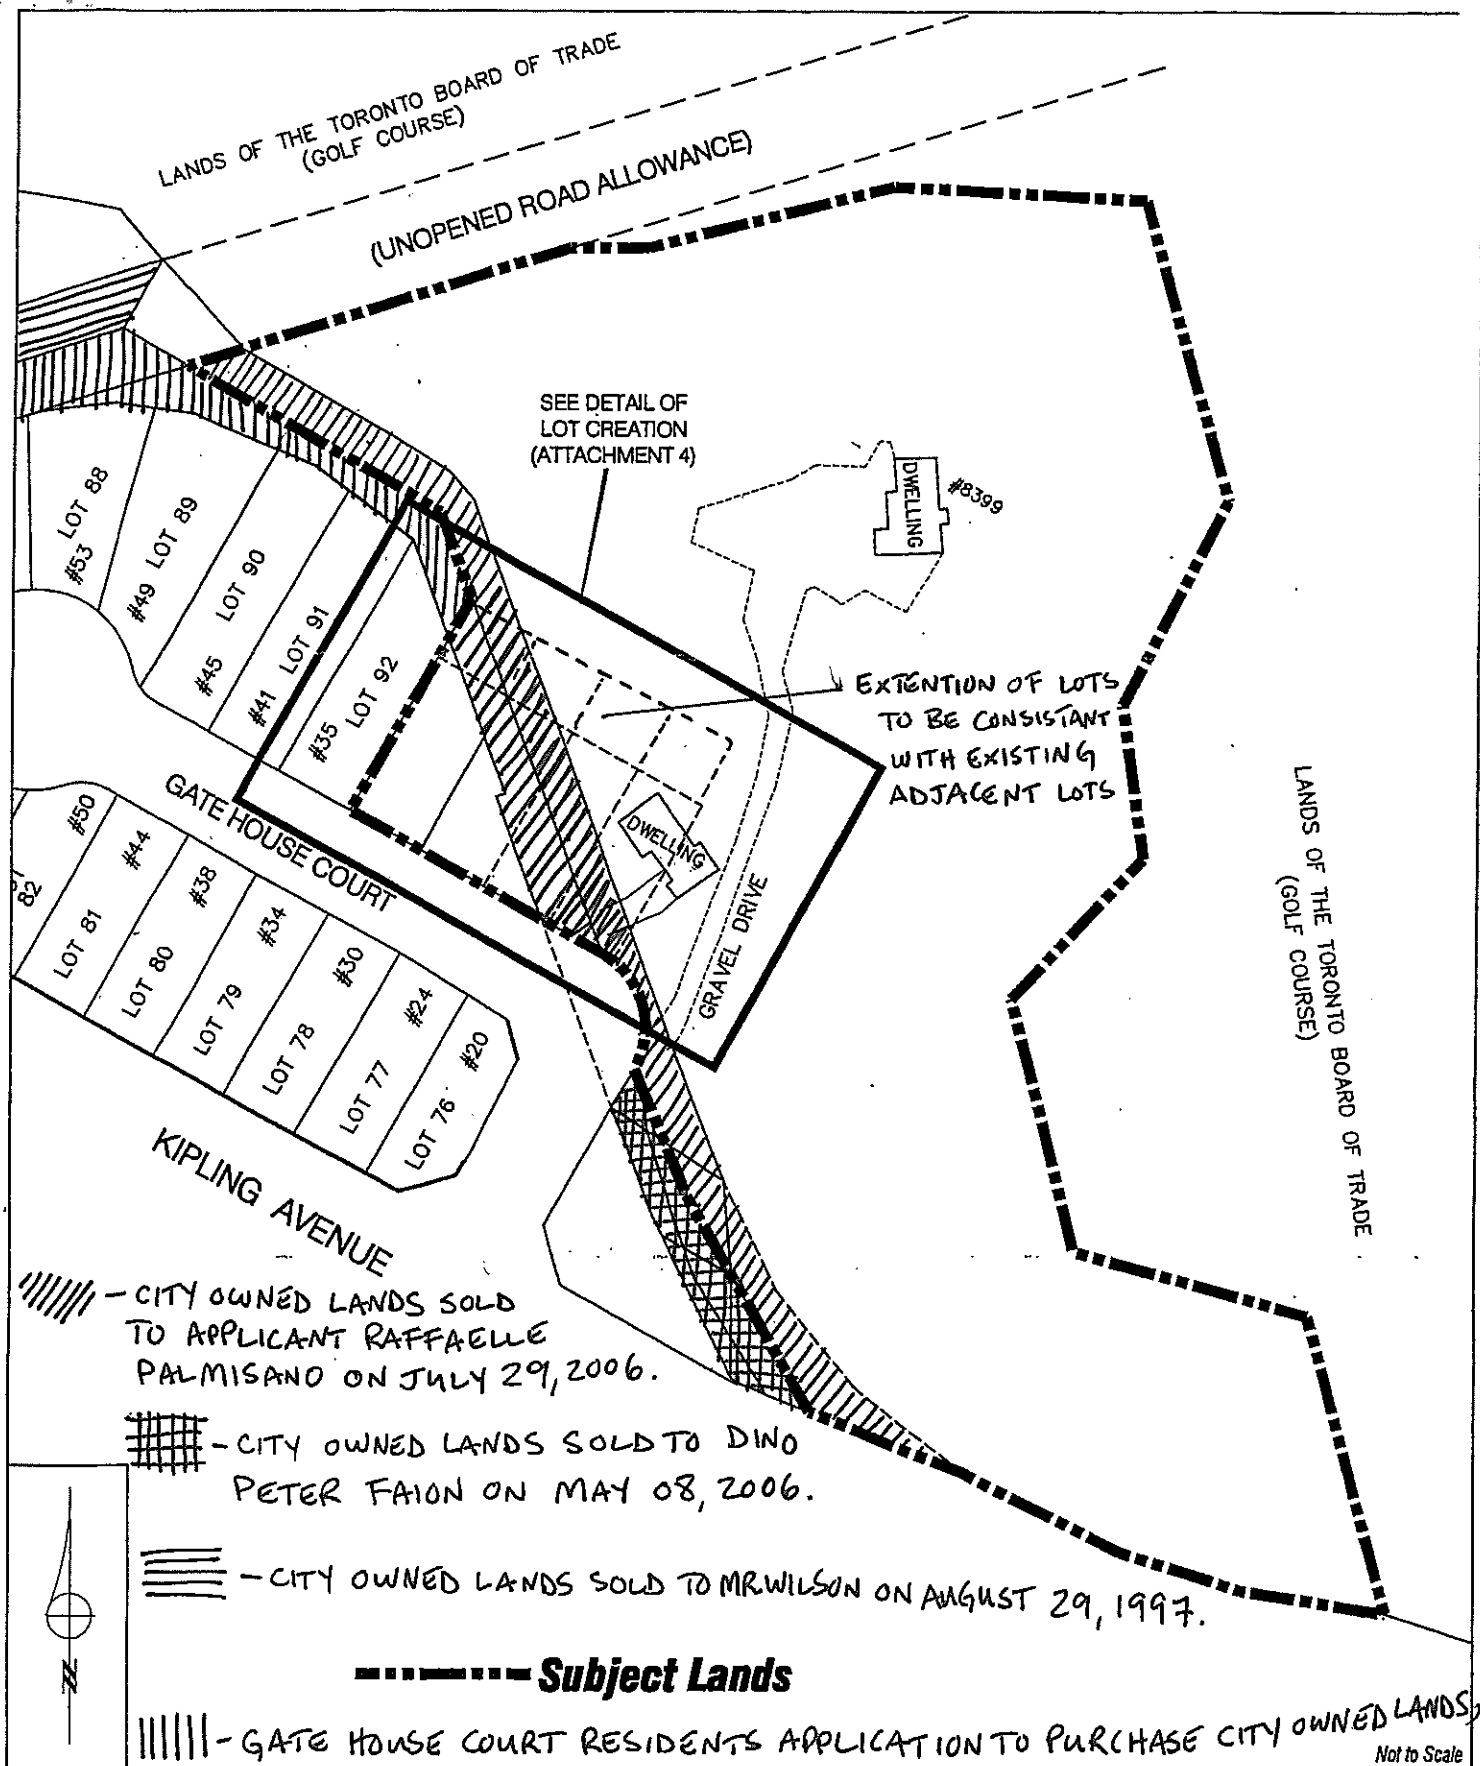 LANDS OF THE TORONTO BOARD OF TRADE
(GOLF COURSE)
(UNOPENED ROAD ALLOWANCE)
SEE DETAIL OF
LOT CREATION
(ATTACHMENT 4)
DWELLING
#8399
LOT 88
#53
LOT 89
#49
LOT 90
#45
LOT 91
#41
LOT 92
#35
EXTENTION OF LOTS
TO BE CONSISTANT
WITH EXISTING
ADJACENT LOTS
GATE HOUSE COURT
DWELLING
GRAVEL DRIVE
LANDS OF THE TORONTO BOARD OF TRADE
(GOLF COURSE)
82
#50
LOT 81
#44
LOT 80
#38
LOT 79
#34
LOT 78
#30
LOT 77
#24
LOT 76
#20
KIPLING AVENUE
- CITY OWNED LANDS SOLD
TO APPLICANT RAFFAELLE
PALMISANO ON JULY 29, 2006.
- CITY OWNED LANDS SOLD TO DINO
PETER FAION ON MAY 08, 2006.
- CITY OWNED LANDS SOLD TO MR WILSON ON AUGUST 29, 1997.
N
Subject Lands
- GATE HOUSE COURT RESIDENTS APPLICATION TO PURCHASE CITY OWNED LANDS
Not to Scale